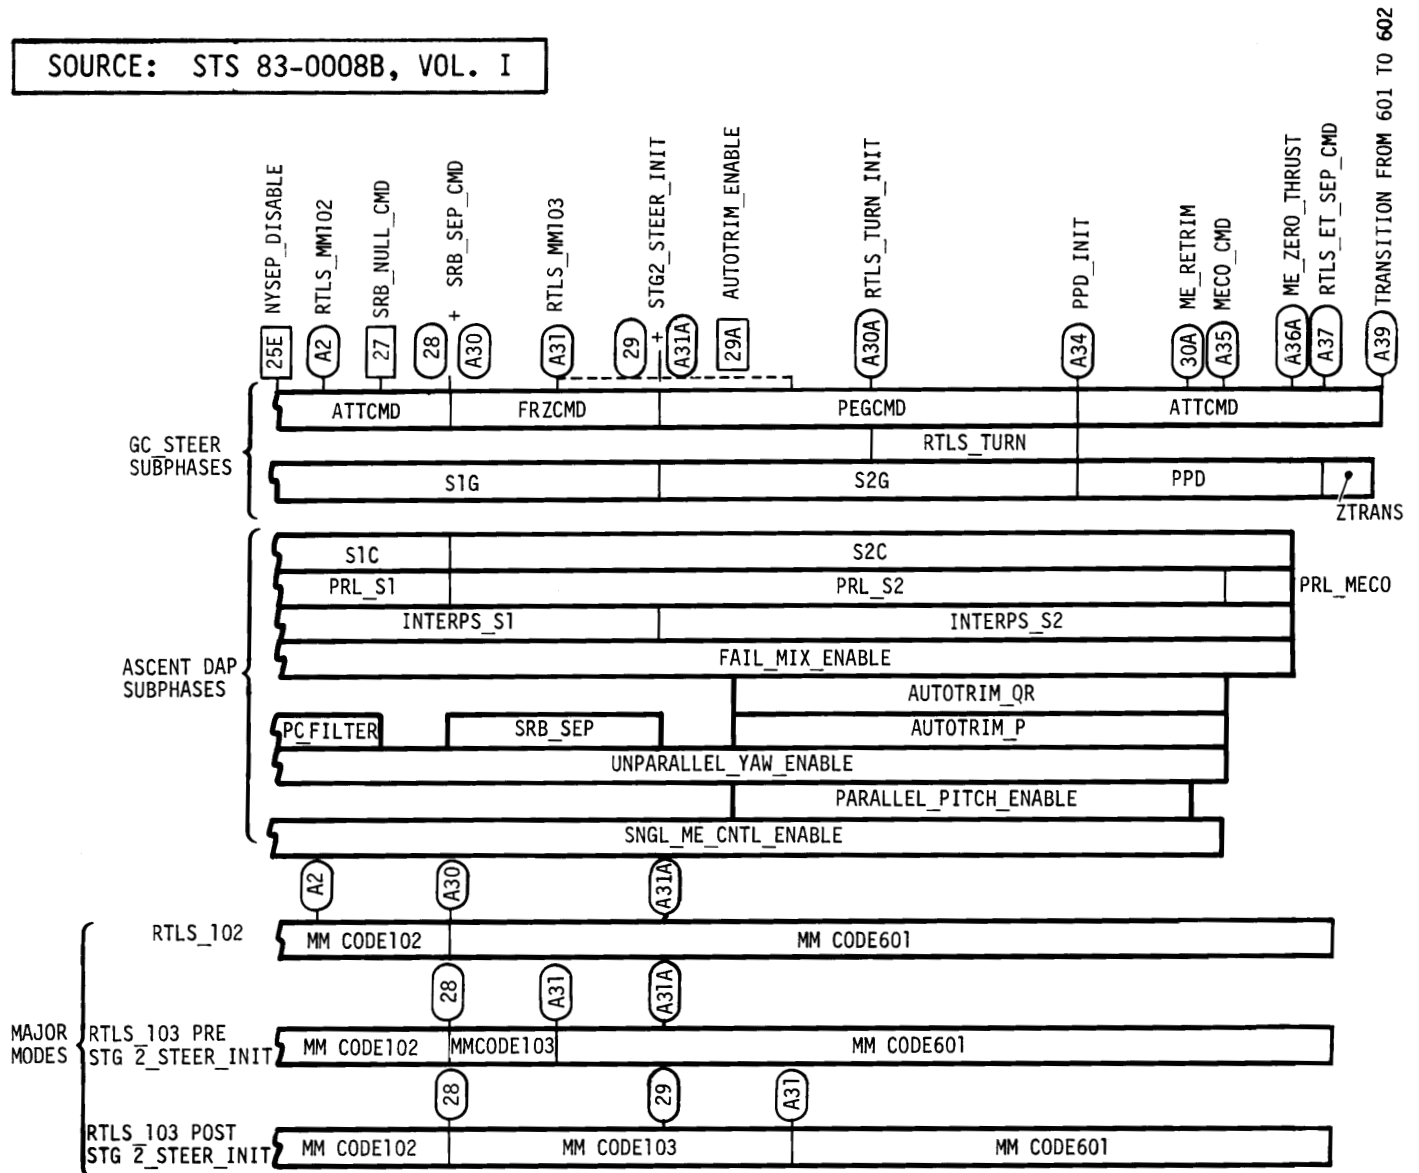 SOURCE: STS 83-0008B, VOL. I
NYSEP_DISABLE
RTLS_MM102
SRB_NULL_CMD
+ SRB_SEP_CMD
RTLS_MM103
STG2_STEER_INIT
AUTOTRIM_ENABLE
RTLS_TURN_INIT
PPD_INIT
ME_RETRIM
MECO_CMD
ME_ZERO_THRUST
RTLS_ET_SEP_CMD
TRANSITION FROM 601 TO 602
25E
A2
27
28
A30
A31
29
+
A31A
29A
A30A
A34
30A
A35
A36A
A37
A39
GC_STEER
SUBPHASES
ATTCMD
FRZCMD
PEGCMD
ATTCMD
RTLS_TURN
S1G
S2G
PPD
ZTRANS
ASCENT DAP
SUBPHASES
S1C
S2C
PRL_S1
PRL_S2
PRL_MECO
INTERPS_S1
INTERPS_S2
FAIL_MIX_ENABLE
AUTOTRIM_QR
PC_FILTER
SRB_SEP
AUTOTRIM_P
UNPARALLEL_YAW_ENABLE
PARALLEL_PITCH_ENABLE
SNGL_ME_CNTL_ENABLE
A2
A30
A31A
MAJOR
MODES
RTLS_102
MM CODE102
MM CODE601
28
A31
A31A
RTLS_103 PRE
STG 2_STEER_INIT
MM CODE102
MMCODE103
MM CODE601
28
29
A31
RTLS_103 POST
STG 2_STEER_INIT
MM CODE102
MM CODE103
MM CODE601